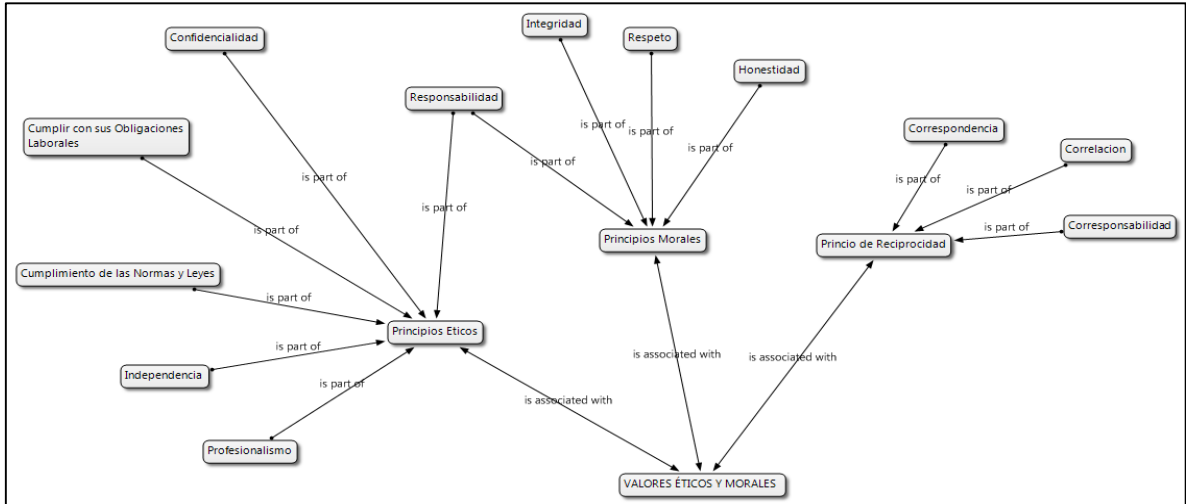 Integridad
Respeto
Confidencialidad
Honestidad
Responsabilidad
Cumplir con sus Obligaciones
Laborales
Correspondencia
Correlacion
is part of
is part of
is part of
is part of
is part of
is part of
is part of
is part of
is part of
is part of
Corresponsabilidad
Principios Morales
Princio de Reciprocidad
Cumplimiento de las Normas y Leyes
is part of
Principios Eticos
is part of
Independencia
is associated with
is associated with
is part of
is associated with
Profesionalismo
VALORES ÉTICOS Y MORALES